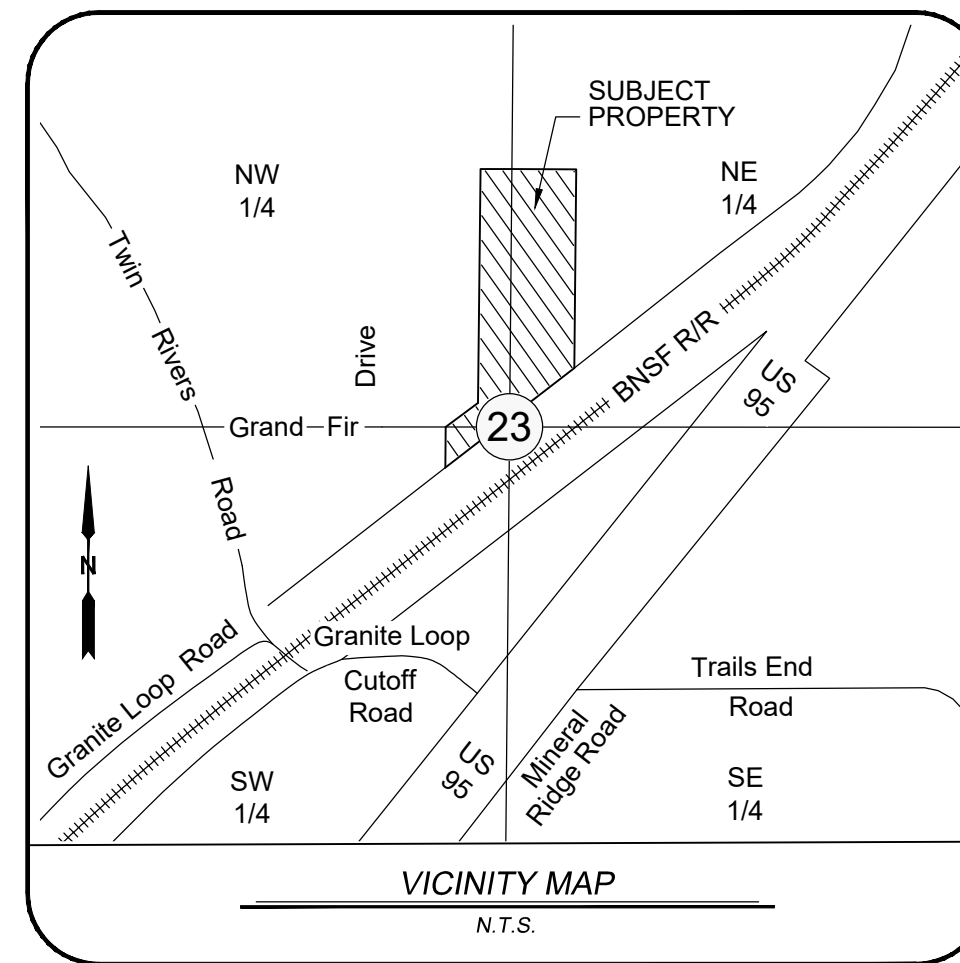 SUBJECT
PROPERTY
NW
1/4
NE
1/4
Twin Rivers Road
Drive
BNSF R/R
US
95
Grand Fir
23
N
Granite Loop Road
Granite Loop
Cutoff
Road
Trails End
Road
US
95
Mineral
Ridge Road
SW
1/4
SE
1/4
VICINITY MAP
N.T.S.